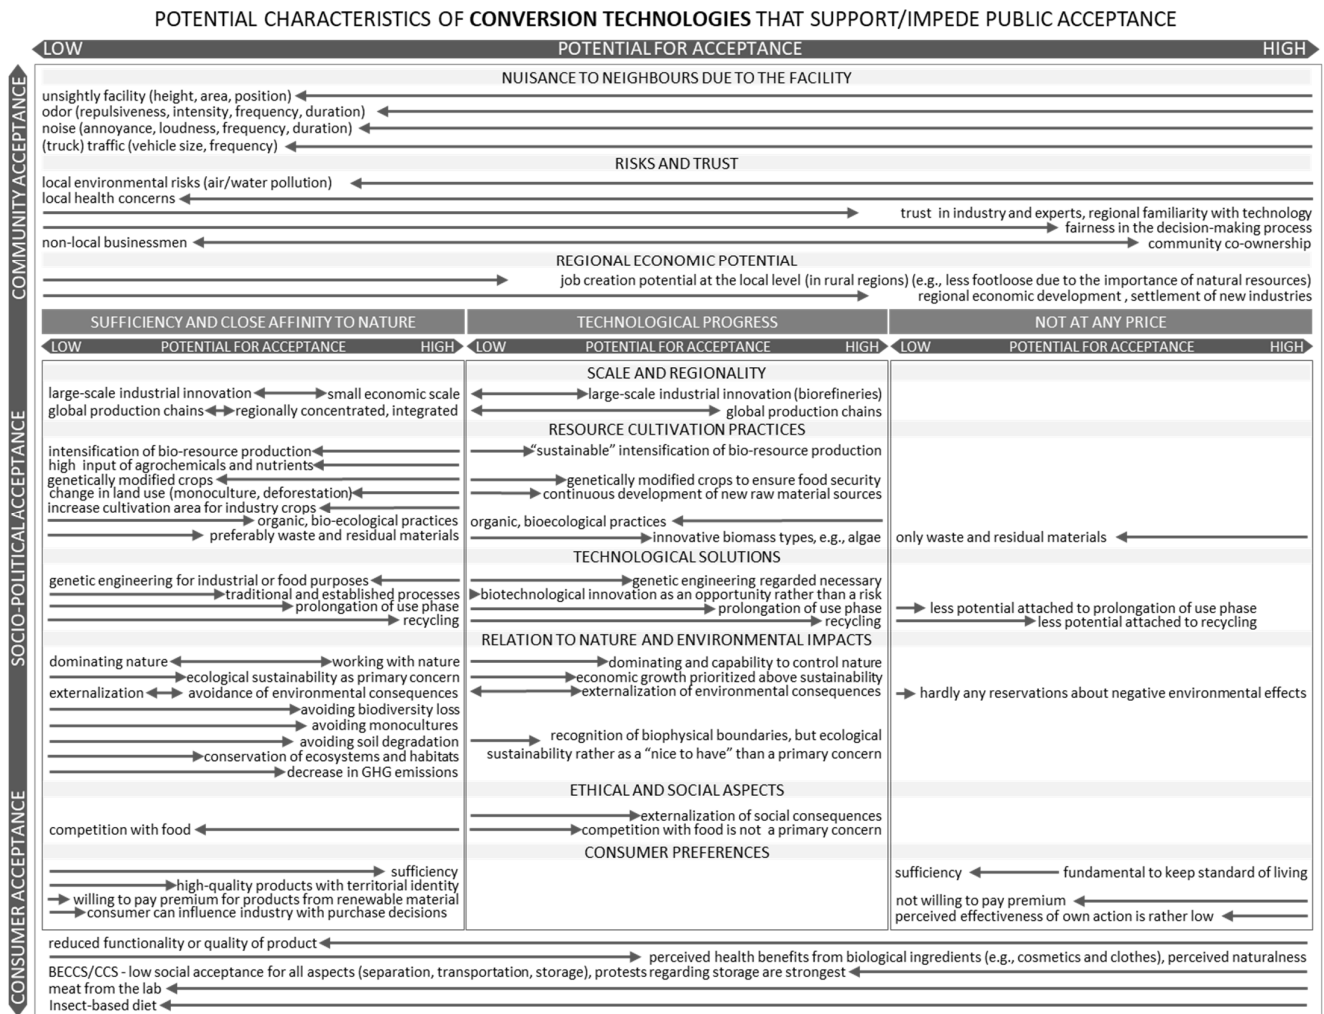 POTENTIAL CHARACTERISTICS OF CONVERSION TECHNOLOGIES THAT SUPPORT/IMPEDE PUBLIC ACCEPTANCE
LOW POTENTIAL FOR ACCEPTANCE HIGH
COMMUNITY ACCEPTANCE
NUISANCE TO NEIGHBOURS DUE TO THE FACILITY
unsightly facility (height, area, position)
odor (repulsiveness, intensity, frequency, duration)
noise (annoyance, loudness, frequency, duration)
(truck) traffic (vehicle size, frequency)
RISKS AND TRUST
local environmental risks (air/water pollution)
local health concerns
trust in industry and experts, regional familiarity with technology
fairness in the decision-making process
non-local businessmen community co-ownership
REGIONAL ECONOMIC POTENTIAL
job creation potential at the local level (in rural regions) (e.g., less footloose due to the importance of natural resources)
regional economic development , settlement of new industries
SOCIO-POLITICAL ACCEPTANCE
SUFFICIENCY AND CLOSE AFFINITY TO NATURE TECHNOLOGICAL PROGRESS NOT AT ANY PRICE
LOW POTENTIAL FOR ACCEPTANCE HIGH LOW POTENTIAL FOR ACCEPTANCE HIGH LOW POTENTIAL FOR ACCEPTANCE HIGH
SCALE AND REGIONALITY
large-scale industrial innovation small economic scale large-scale industrial innovation (biorefineries)
global production chains regionally concentrated, integrated global production chains
RESOURCE CULTIVATION PRACTICES
intensification of bio-resource production "sustainable" intensification of bio-resource production
high input of agrochemicals and nutrients
genetically modified crops genetically modified crops to ensure food security
change in land use (monoculture, deforestation) continuous development of new raw material sources
increase cultivation area for industry crops
organic, bio-ecological practices organic, bioecological practices
preferably waste and residual materials innovative biomass types, e.g., algae only waste and residual materials
TECHNOLOGICAL SOLUTIONS
genetic engineering for industrial or food purposes genetic engineering regarded necessary
traditional and established processes biotechnological innovation as an opportunity rather than a risk
prolongation of use phase prolongation of use phase less potential attached to prolongation of use phase
recycling recycling less potential attached to recycling
RELATION TO NATURE AND ENVIRONMENTAL IMPACTS
dominating nature working with nature dominating and capability to control nature
ecological sustainability as primary concern economic growth prioritized above sustainability
externalization avoidance of environmental consequences externalization of environmental consequences hardly any reservations about negative environmental effects
avoiding biodiversity loss
avoiding monocultures
avoiding soil degradation recognition of biophysical boundaries, but ecological
conservation of ecosystems and habitats sustainability rather as a "nice to have" than a primary concern
decrease in GHG emissions
ETHICAL AND SOCIAL ASPECTS
externalization of social consequences
competition with food competition with food is not a primary concern
CONSUMER ACCEPTANCE
CONSUMER PREFERENCES
sufficiency sufficiency fundamental to keep standard of living
high-quality products with territorial identity
willing to pay premium for products from renewable material not willing to pay premium
consumer can influence industry with purchase decisions perceived effectiveness of own action is rather low
reduced functionality or quality of product
perceived health benefits from biological ingredients (e.g., cosmetics and clothes), perceived naturalness
BECCS/CCS - low social acceptance for all aspects (separation, transportation, storage), protests regarding storage are strongest
meat from the lab
Insect-based diet